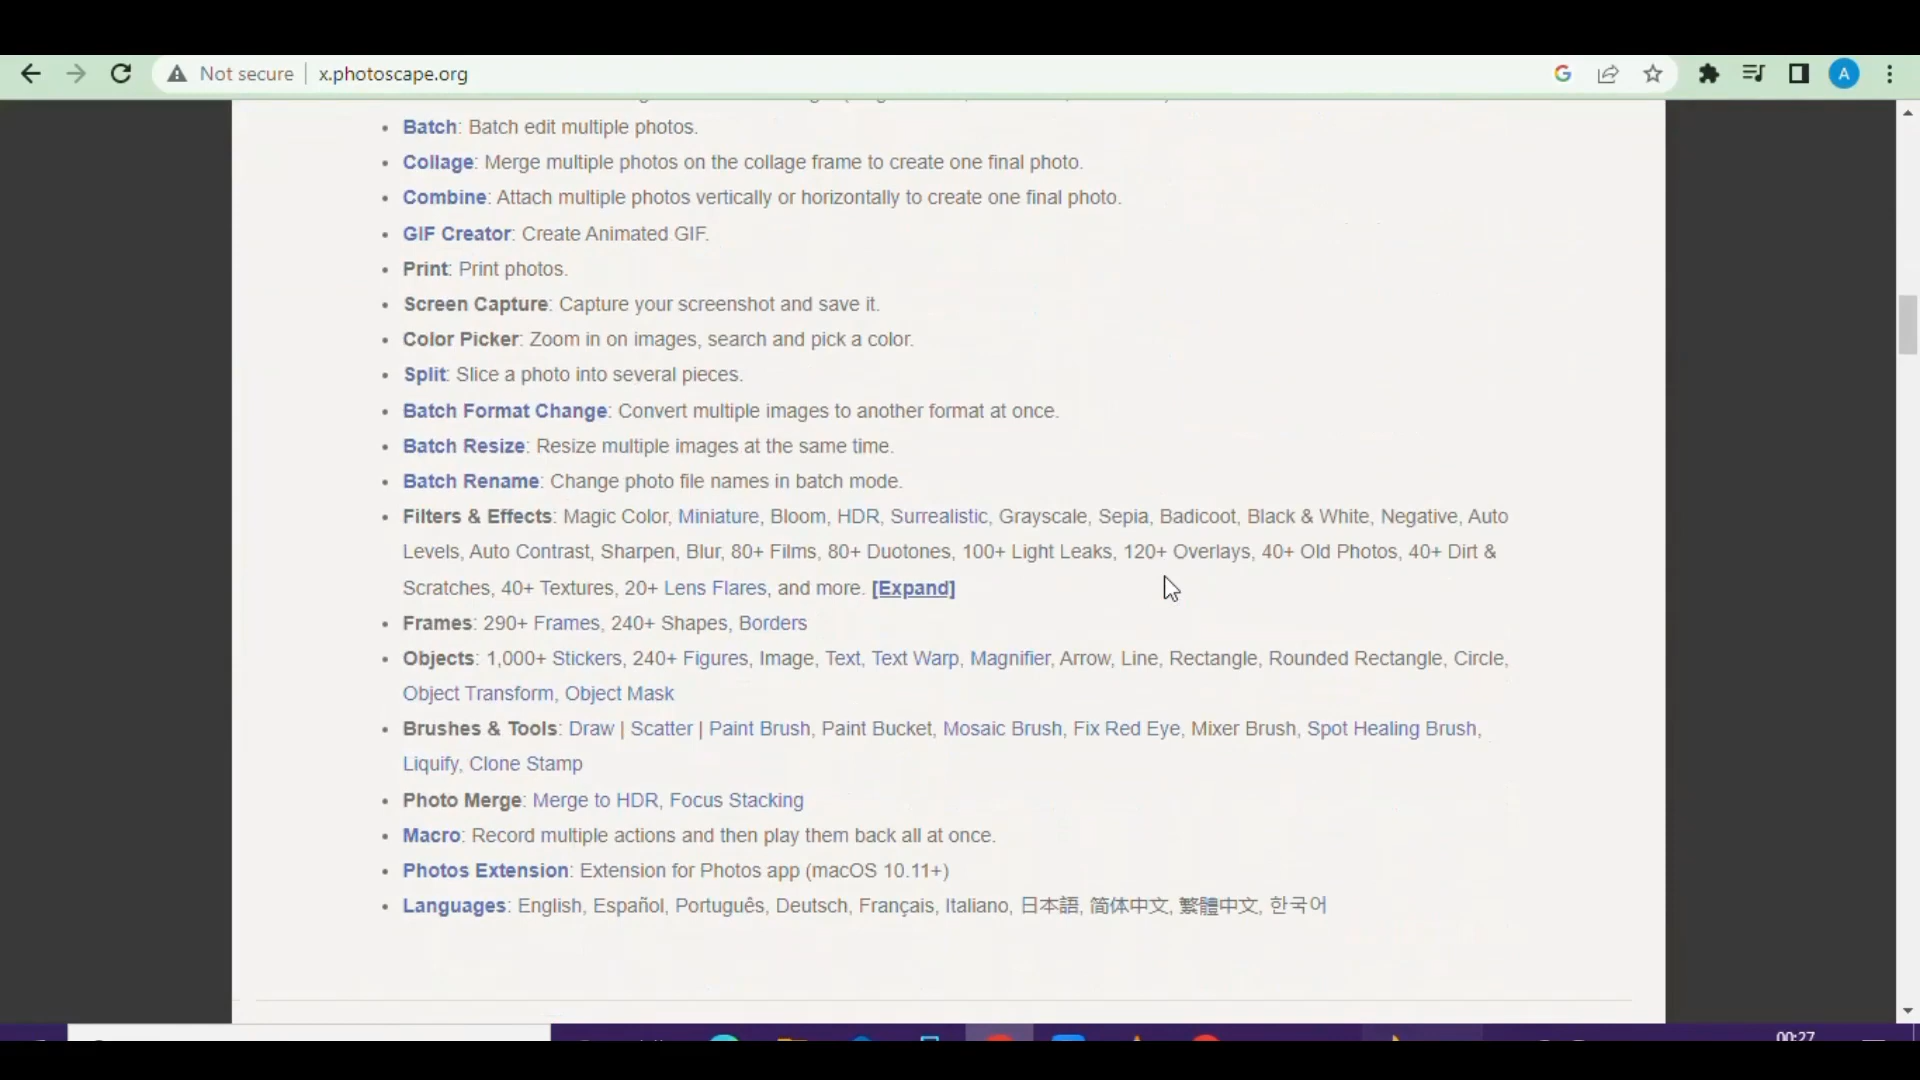 Not secure
x.photoscape.org
A
Batch: Batch edit multiple photos.
Collage: Merge multiple photos on the collage frame to create one final photo.
Combine: Attach multiple photos vertically or horizontally to create one final photo.
GIF Creator: Create Animated GIF.
Print: Print photos.
Screen Capture: Capture your screenshot and save it.
Color Picker: Zoom in on images, search and pick a color.
Split: Slice a photo into several pieces.
Batch Format Change: Convert multiple images to another format at once.
Batch Resize: Resize multiple images at the same time.
Batch Rename: Change photo file names in batch mode.
Filters & Effects: Magic Color, Miniature, Bloom, HDR, Surrealistic, Grayscale, Sepia, Badicoot, Black & White, Negative, Auto
Levels, Auto Contrast, Sharpen, Blur, 80+ Films, 80+ Duotones, 100+ Light Leaks, 120+ Overlays, 40+ Old Photos, 40+ Dirt &
Scratches, 40+ Textures, 20+ Lens Flares, and more. [Expand]
Frames: 290+ Frames, 240+ Shapes, Borders
Objects: 1,000+ Stickers, 240+ Figures, Image, Text, Text Warp, Magnifier, Arrow, Line, Rectangle, Rounded Rectangle, Circle,
Object Transform, Object Mask
Brushes & Tools: Draw | Scatter | Paint Brush, Paint Bucket, Mosaic Brush, Fix Red Eye, Mixer Brush, Spot Healing Brush,
Liquify, Clone Stamp
Photo Merge: Merge to HDR, Focus Stacking
Macro: Record multiple actions and then play them back all at once.
Photos Extension: Extension for Photos app (macOS 10.11+)
Languages: English, Español, Português, Deutsch, Français, Italiano, 日本語, 简体中文, 繁體中文, 한국어
00:27